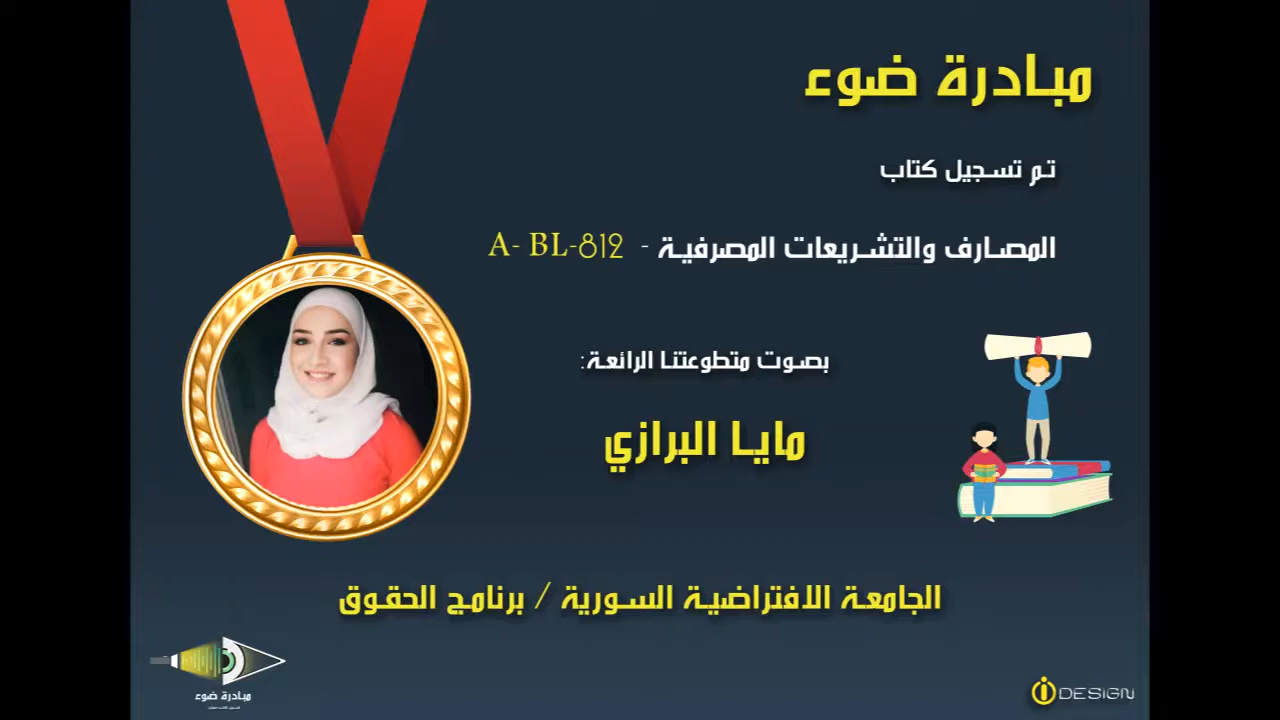 مبادرة ضوء
تم تسجيل كتاب
المصارف والتشريعات المصرفية - A- BL-812
بصوت متطوعتنا الرائعة:
مايا البرازي
الجامعة الافتراضية السورية / برنامج الحقوق
مبادرة ضوء
DESIGN